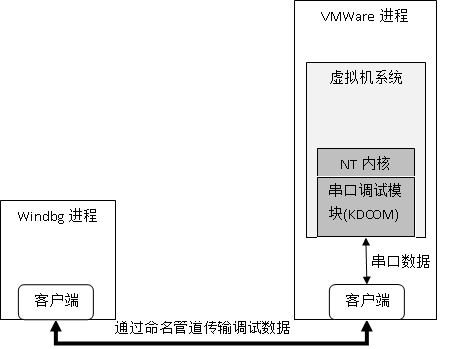 VMWare 进程
虚拟机系统
NT 内核
串口调试模
块(KDCOM)
Windbg 进程
串口数据
客户端
客户端
通过命名管道传输调试数据